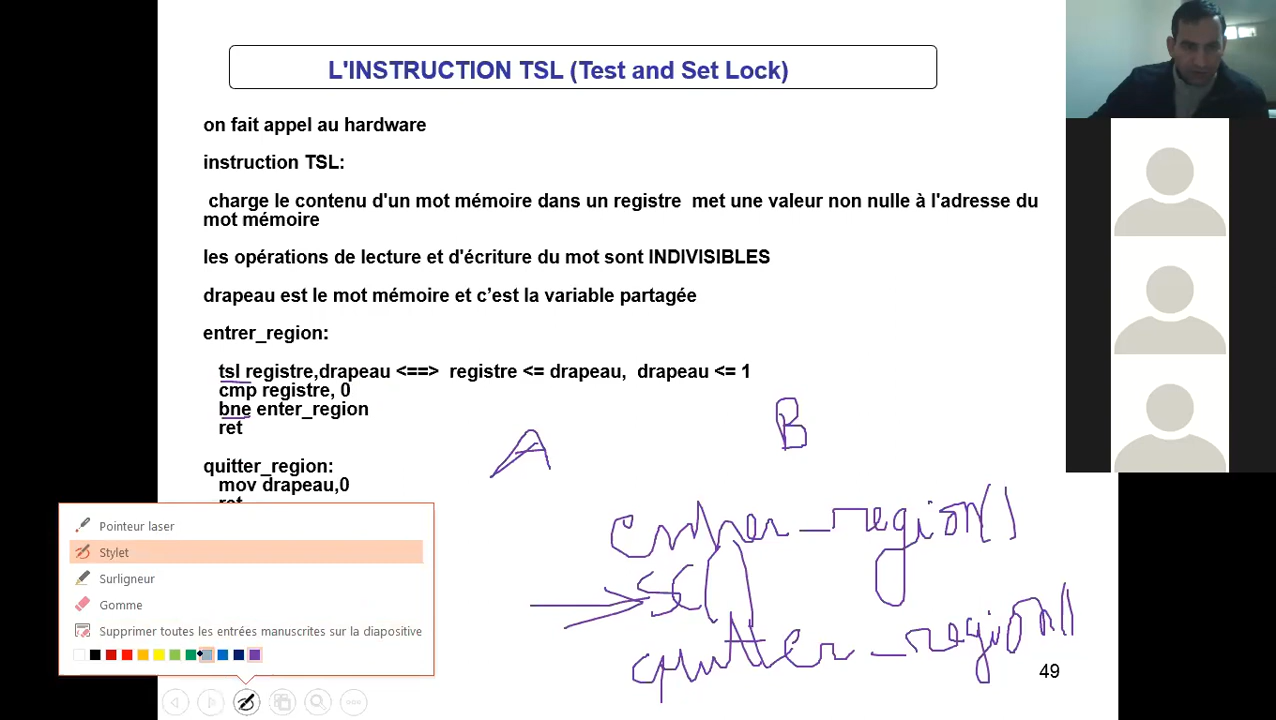 L'INSTRUCTION TSL (Test and Set Lock)
on fait appel au hardware
instruction TSL:
charge le contenu d'un mot mémoire dans un registre met une valeur non nulle à l'adresse du
mot mémoire
les opérations de lecture et d'écriture du mot sont INDIVISIBLES
drapeau est le mot mémoire et c'est la variable partagée
entrer_region:
tsl registre,drapeau <==> registre <= drapeau, drapeau <= 1
cmp registre, 0
bne enter_region
ret
A
B
quitter_region:
mov drapeau,0
ret
entrer_region()
SC()
quitter_region()
Pointeur laser
Stylet
Surligneur
Gomme
Supprimer toutes les entrées manuscrites sur la diapositive
49